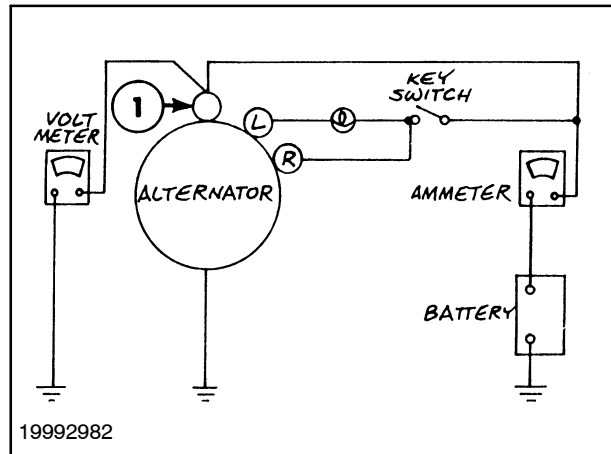 KEY
SWITCH
1
L
VOLT
METER
R
ALTERNATOR
AMMETER
BATTERY
19992982